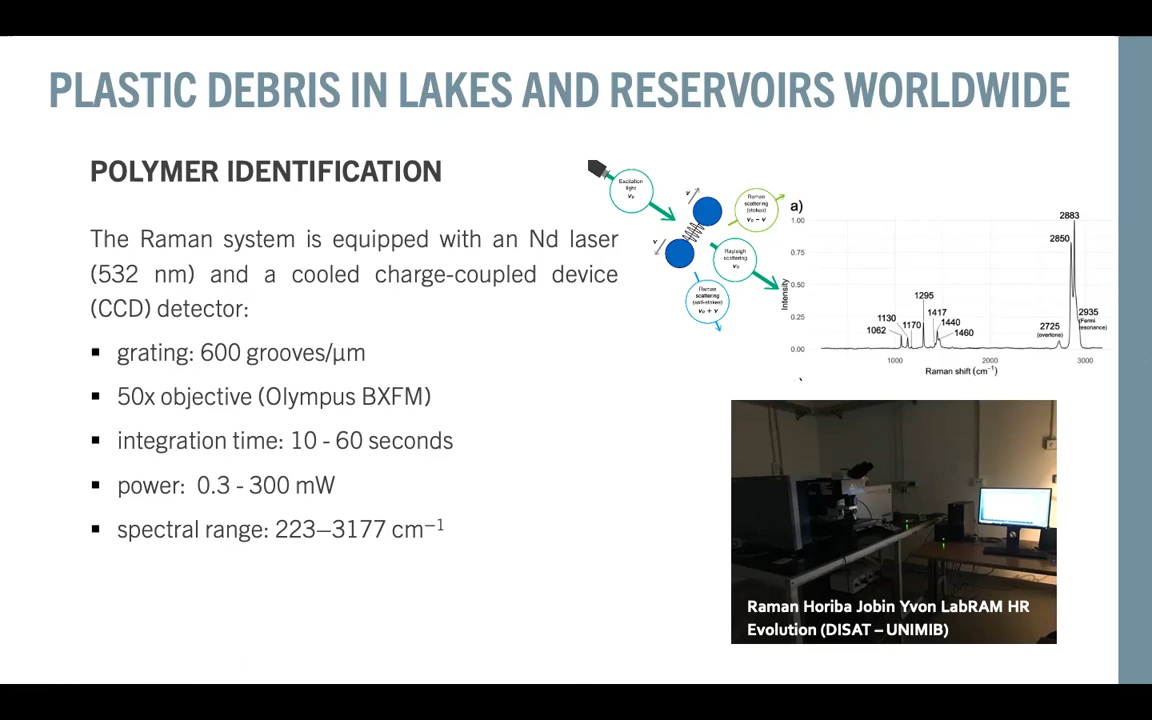 PLASTIC DEBRIS IN LAKES AND RESERVOIRS WORLDWIDE
POLYMER IDENTIFICATION
The Raman system is equipped with an Nd laser
(532 nm) and a cooled charge-coupled device
(CCD) detector:
▪ grating: 600 grooves/μm
▪ 50x objective (Olympus BXFM)
▪ integration time: 10 - 60 seconds
▪ power: 0.3 - 300 mW
▪ spectral range: 223–3177 cm⁻¹
Excitation
light
ν₀
ν
ν
Raman
scattering
(stokes)
ν₀ – ν
Rayleigh
scattering
ν₀
Raman
scattering
(anti-stokes)
ν₀ + ν
a)
Intensity
1.00
0.75
0.50
0.25
0.00
1062
1130
1170
1295
1417
1440
1460
2725
(overtone)
2850
2883
2935
(Fermi
resonance)
1000
2000
3000
Raman shift (cm⁻¹)
Raman Horiba Jobin Yvon LabRAM HR
Evolution (DISAT – UNIMIB)